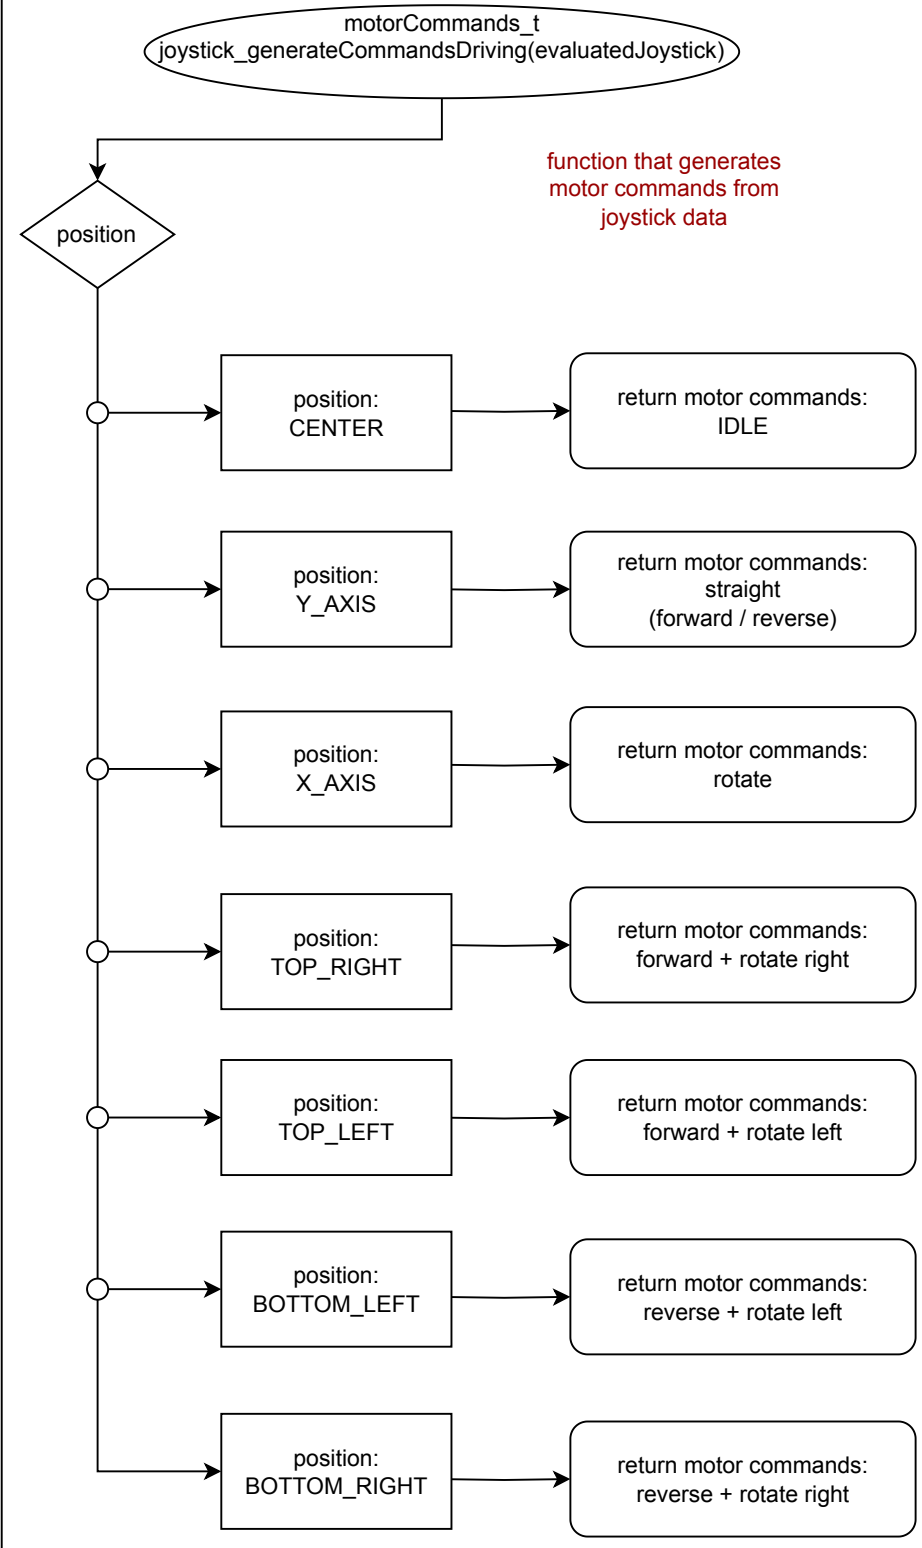 motorCommands_t
joystick_generateCommandsDriving(evaluatedJoystick)
function that generates
motor commands from
joystick data
position
position:
CENTER
return motor commands:
IDLE
position:
Y_AXIS
return motor commands:
straight
(forward / reverse)
position:
X_AXIS
return motor commands:
rotate
position:
TOP_RIGHT
return motor commands:
forward + rotate right
position:
TOP_LEFT
return motor commands:
forward + rotate left
position:
BOTTOM_LEFT
return motor commands:
reverse + rotate left
position:
BOTTOM_RIGHT
return motor commands:
reverse + rotate right